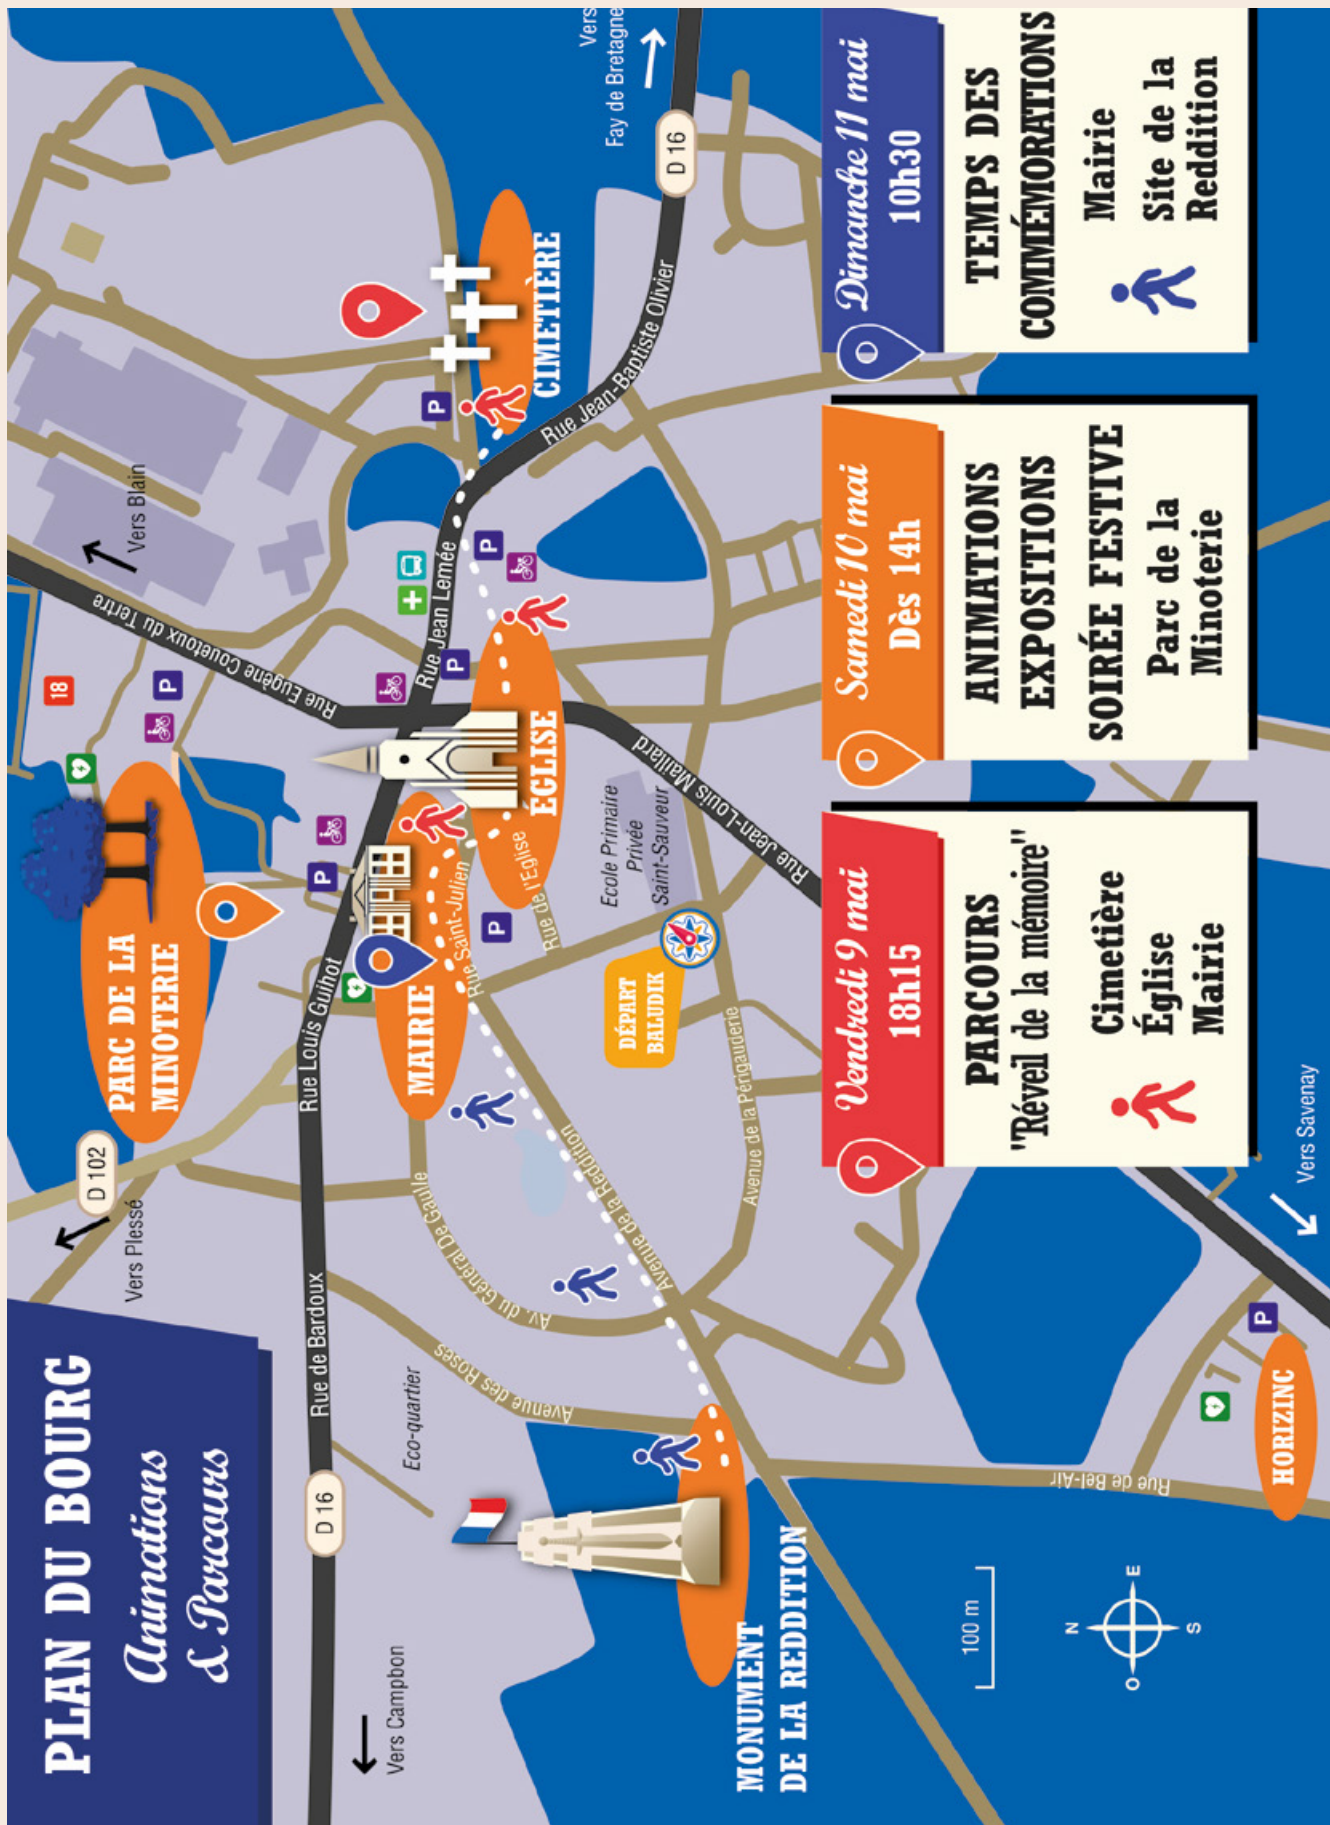 PLAN DU BOURG
Animations
& Parcours
D 102
Vers Plessé
PARC DE LA
MINOTERIE
18
P
Vers Blain
Rue Eugène Couetoux du Tertre
Vers Campbon
D 16
Rue de Bardoux
Rue Louis Guihot
P
Rue Jean Lemée
P
P
P
CIMETIÈRE
Rue Jean-Baptiste Olivier
D 16
Vers
Fay de Bretagne
Eco-quartier
Avenue des Roses
Av. du Général De Gaulle
MAIRIE
Rue Saint-Julien
P
Rue de l'Eglise
ÉGLISE
Rue Jean-Louis Maillard
Ecole Primaire
Privée
Saint-Sauveur
DÉPART
BALUDIK
Avenue de la Reddition
Avenue de la Périgauderie
MONUMENT
DE LA REDDITION
100 m
N
O
E
S
Rue de Bel-Air
HORIZINC
P
Vers Savenay
Vendredi 9 mai
18h15
PARCOURS
"Réveil de la mémoire"
Cimetière
Église
Mairie
Samedi 10 mai
Dès 14h
ANIMATIONS
EXPOSITIONS
SOIRÉE FESTIVE
Parc de la
Minoterie
Dimanche 11 mai
10h30
TEMPS DES
COMMÉMORATIONS
Mairie
Site de la
Reddition